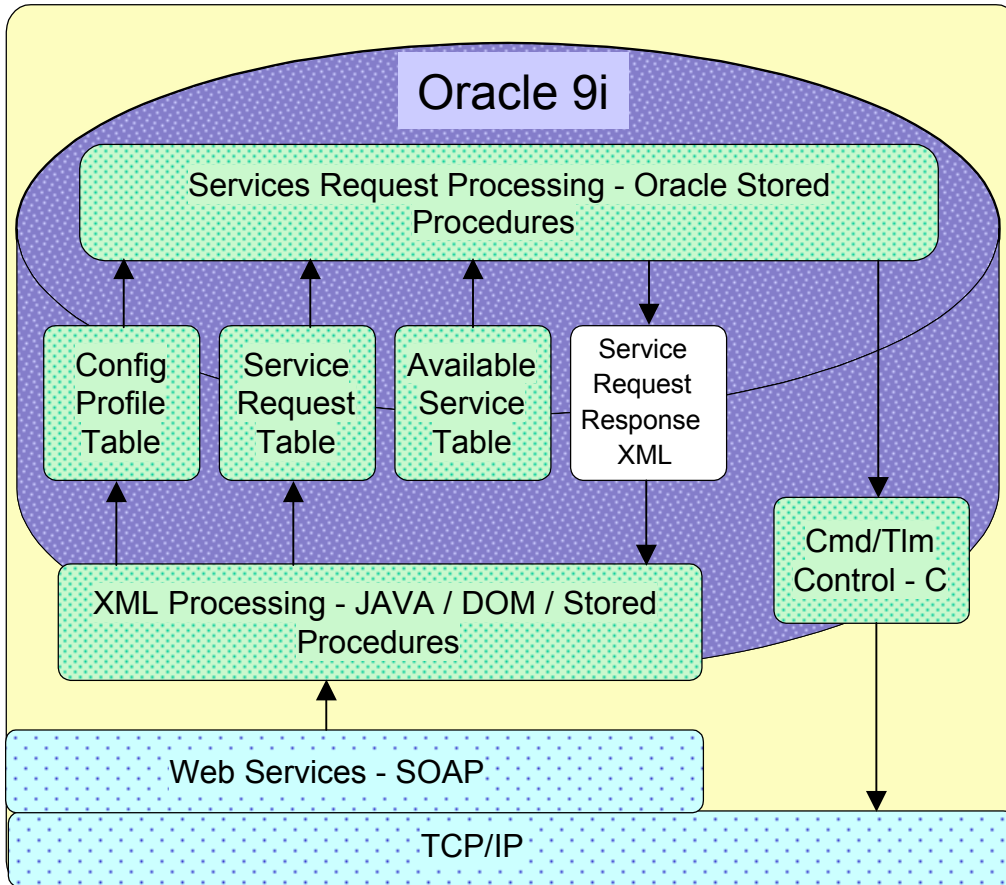 Oracle 9i
Services Request Processing - Oracle Stored
Procedures
Config
Profile
Table
Service
Request
Table
Available
Service
Table
Service
Request
Response
XML
Cmd/Tlm
Control - C
XML Processing - JAVA / DOM / Stored
Procedures
Web Services - SOAP
TCP/IP